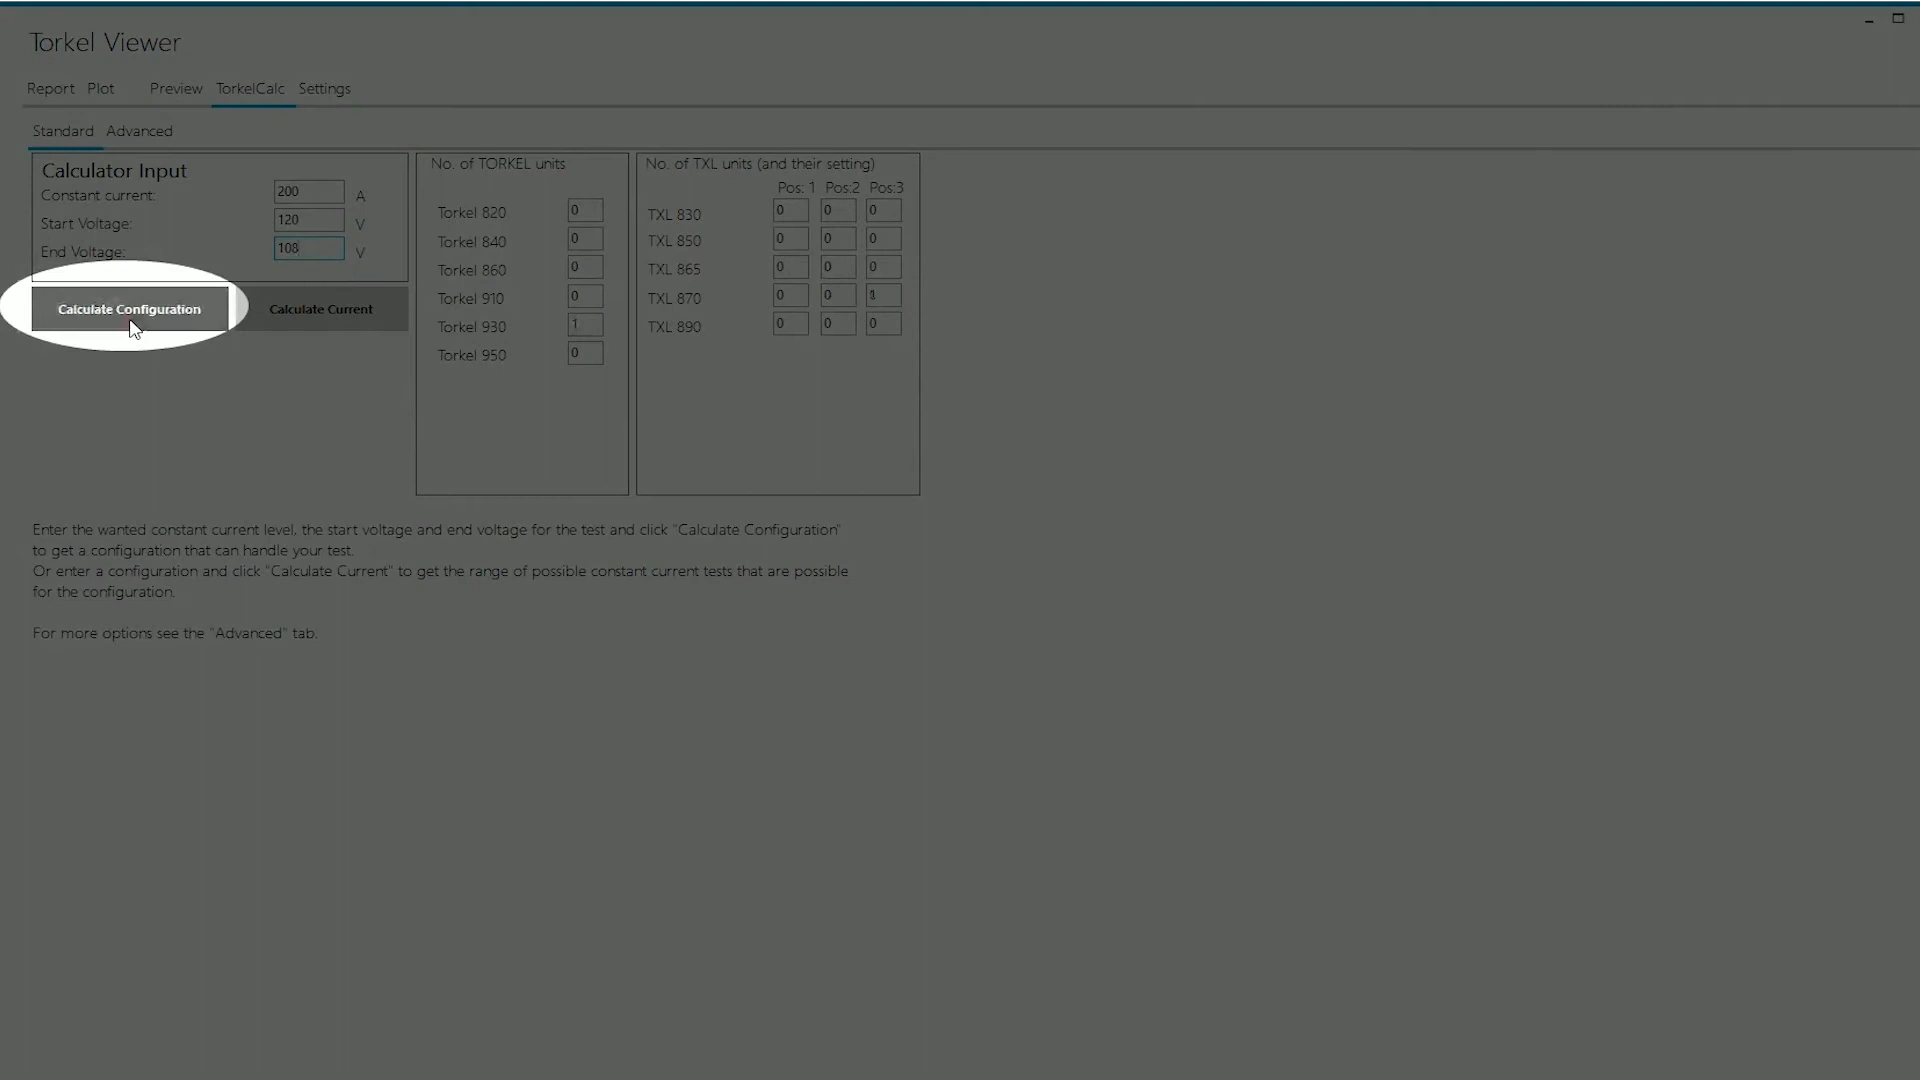 Torkel Viewer
Report Plot Preview TorkelCalc Settings
Standard Advanced
Calculator Input
Constant current: 200 A
Start Voltage: 120 V
End Voltage: 108 V
Calculate Configuration Calculate Current
No. of TORKEL units
Torkel 820 0
Torkel 840 0
Torkel 860 0
Torkel 910 0
Torkel 930 1
Torkel 950 0
No. of TXL units (and their setting)
Pos: 1 Pos:2 Pos:3
TXL 830 0 0 0
TXL 850 0 0 0
TXL 865 0 0 0
TXL 870 0 0
TXL 890 0 0 0
Enter the wanted constant current level, the start voltage and end voltage for the test and click "Calculate Configuration"
to get a configuration that can handle your test.
Or enter a configuration and click "Calculate Current" to get the range of possible constant current tests that are possible
for the configuration.
For more options see the "Advanced" tab.